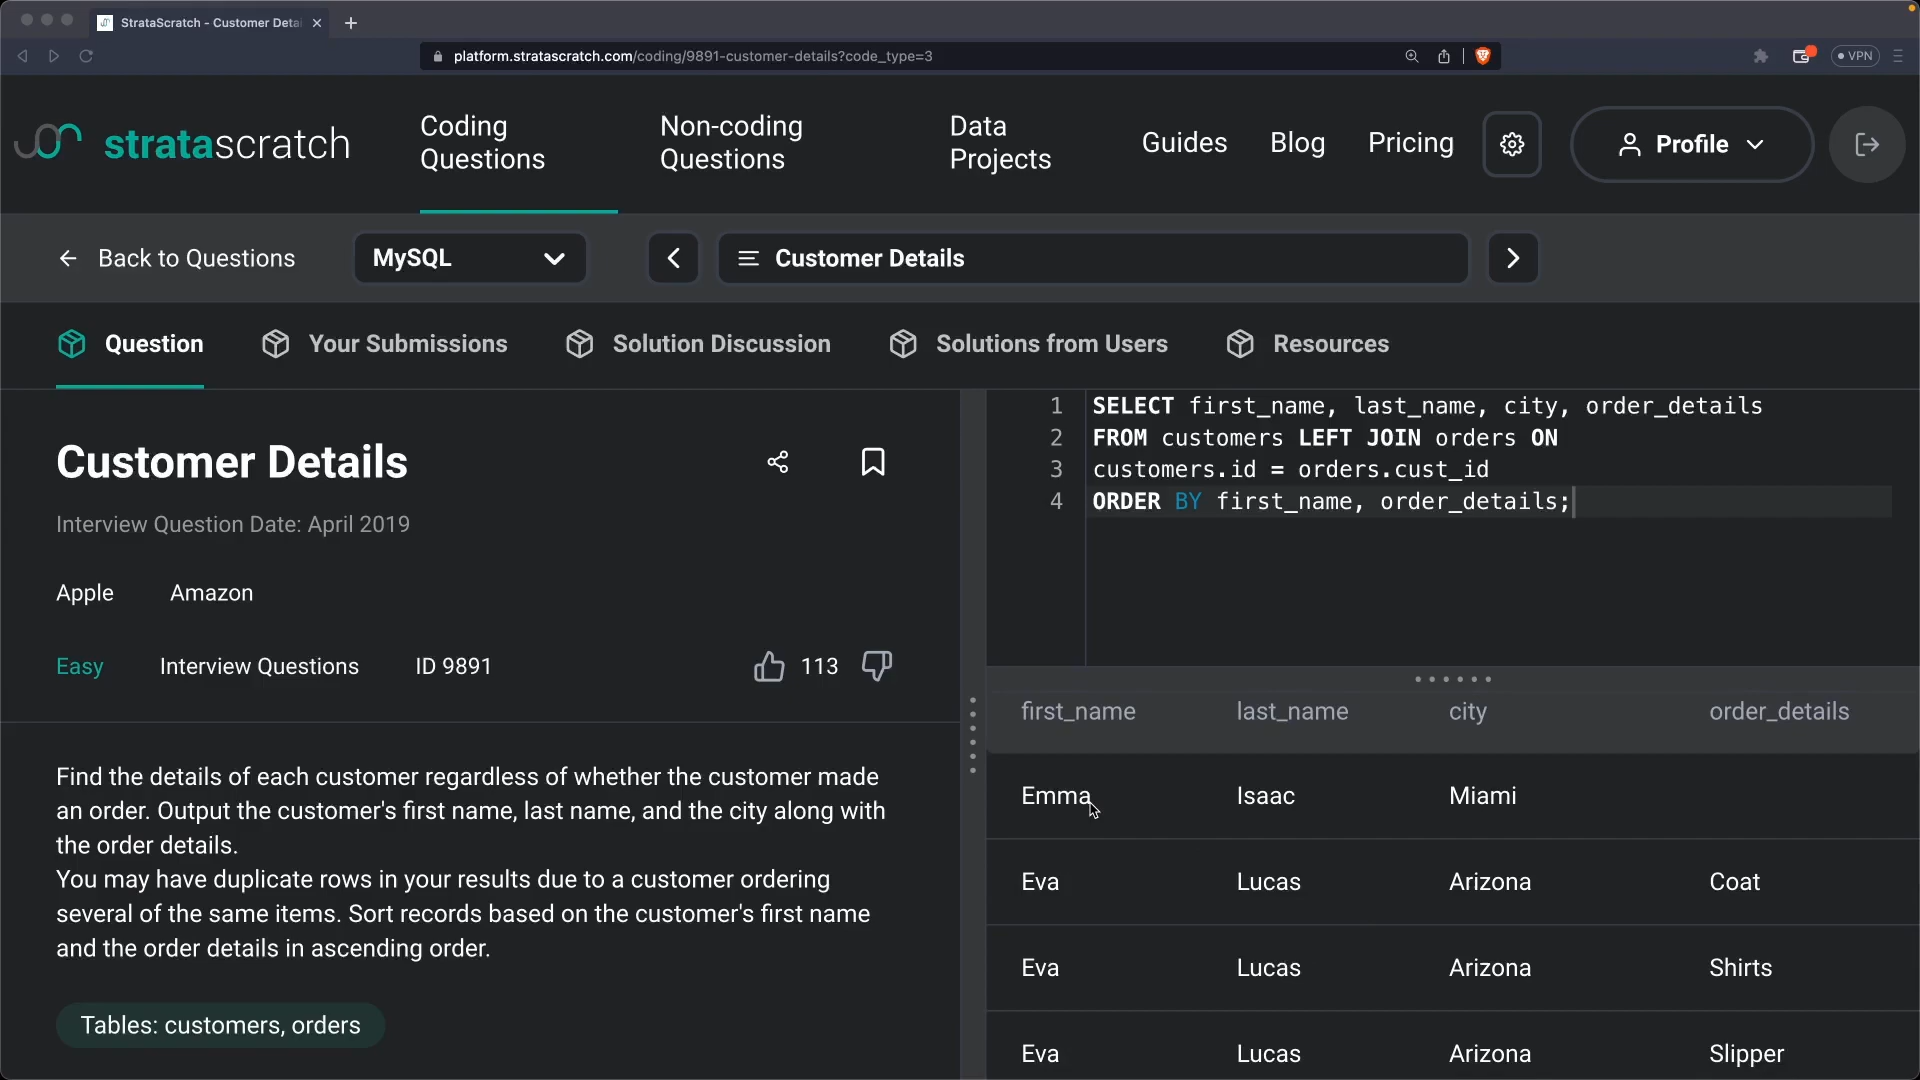 StrataScratch - Customer Detai
platform.stratascratch.com/coding/9891-customer-details?code_type=3
VPN
stratascratch
Coding
Questions
Non-coding
Questions
Data
Projects
Guides
Blog
Pricing
Profile
Back to Questions
MySQL
Customer Details
Question
Your Submissions
Solution Discussion
Solutions from Users
Resources
Customer Details
Interview Question Date: April 2019
Apple Amazon
Easy Interview Questions ID 9891 113
Find the details of each customer regardless of whether the customer made
an order. Output the customer's first name, last name, and the city along with
the order details.
You may have duplicate rows in your results due to a customer ordering
several of the same items. Sort records based on the customer's first name
and the order details in ascending order.
Tables: customers, orders
1 SELECT first_name, last_name, city, order_details
2 FROM customers LEFT JOIN orders ON
3 customers.id = orders.cust_id
4 ORDER BY first_name, order_details;
first_name last_name city order_details
Emma Isaac Miami
Eva Lucas Arizona Coat
Eva Lucas Arizona Shirts
Eva Lucas Arizona Slipper